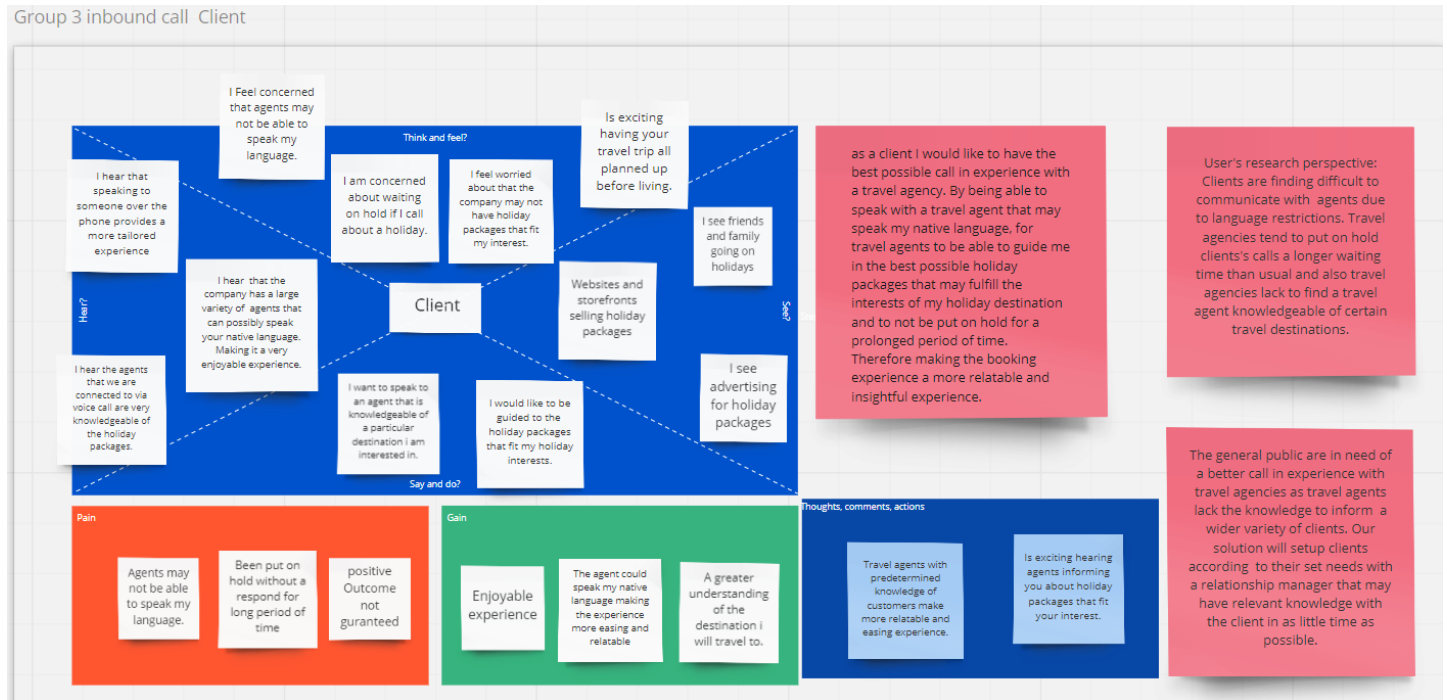 Group 3 inbound call  Client
I Feel concerned
that agents may
not be able to
speak my
language.
Think and feel?
Is exciting
having your
travel trip all
planned up
before living.
I hear that
speaking to
someone over the
phone provides a
more tailored
experience
I am concerned
about waiting
on hold if I call
about a holiday.
I feel worried
about that the
company may not
have holiday
packages that fit
my interest.
I see friends
and family
going on
holidays
I hear  that the
company has a large
variety of  agents that
can possibly speak
your native language.
Making it a very
enjoyable experience.
Client
Websites and
storefronts
selling holiday
packages
Hear?
See?
I hear the agents
that we are
connected to via
voice call are very
knowledgeable of
the holiday
packages.
I want to speak to
an agent that is
knowledgeable of
a particular
destination i am
interested in.
I would like to be
guided to the
holiday packages
that fit my holiday
interests.
I see
advertising
for holiday
packages
Say and do?
as a client I would like to have the
best possible call in experience with
a travel agency. By being able to
speak with a travel agent that may
speak my native language, for
travel agents to be able to guide me
in the best possible holiday
packages that may fulfill the
interests of my holiday destination
and to not be put on hold for a
prolonged period of time.
Therefore making the booking
experience a more relatable and
insightful experience.
User's research perspective:
Clients are finding difficult to
communicate with  agents due
to language restrictions. Travel
agencies tend to put on hold
clients's calls a longer waiting
time than usual and also travel
agencies lack to find a travel
agent knowledgeable of certain
travel destinations.
Pain
Agents may
not be able
to speak my
language.
Been put on
hold without a
respond for
long period of
time
positive
Outcome
not
guranteed
Gain
Enjoyable
experience
The agent could
speak my native
language making
the experience
more easing and
relatable
A greater
understanding
of the
destination i
will travel to.
Thoughts, comments, actions
Travel agents with
predetermined
knowledge of
customers make
more relatable and
easing experience.
Is exciting hearing
agents informing
you about holiday
packages that fit
your interest.
The general public are in need of
a better call in experience with
travel agencies as travel agents
lack the knowledge to inform  a
wider variety of clients. Our
solution will setup clients
according  to their set needs with
a relationship manager that may
have relevant knowledge with
the client in as little time as
possible.